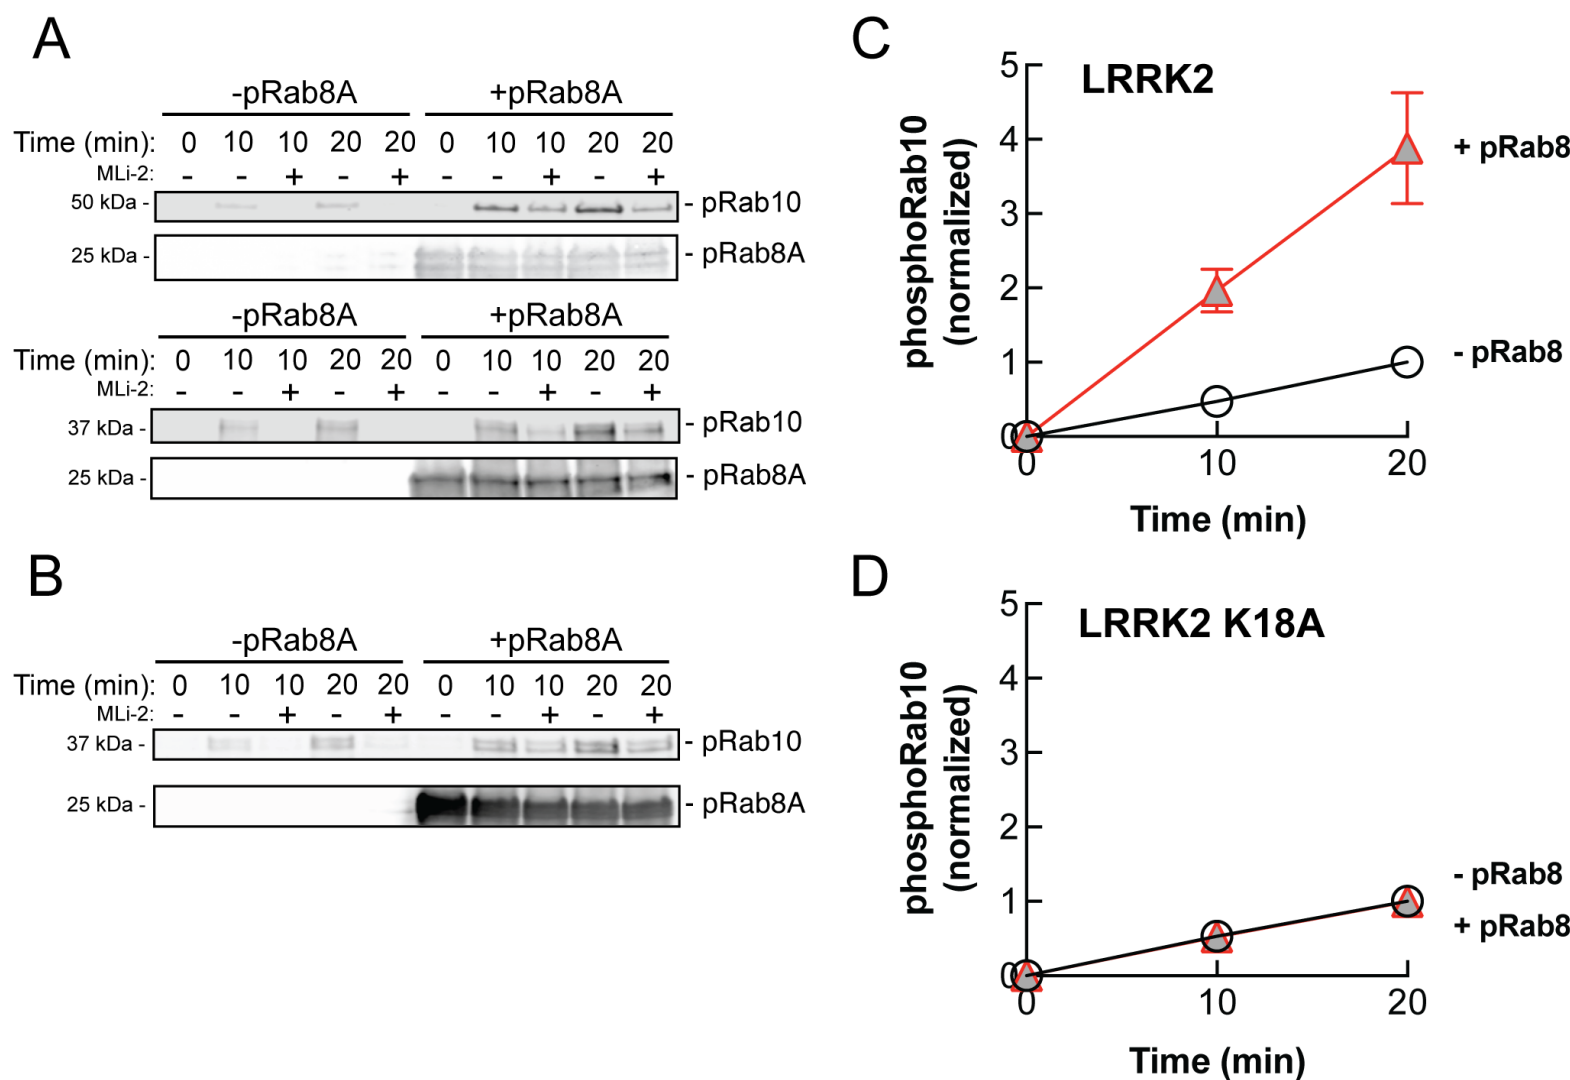 A
-pRab8A +pRab8A
Time (min): 0 10 10 20 20 0 10 10 20 20
MLi-2: - - + - + - - + - +
50 kDa - - pRab10
25 kDa - - pRab8A
-pRab8A +pRab8A
Time (min): 0 10 10 20 20 0 10 10 20 20
MLi-2: - - + - + - - + - +
37 kDa - - pRab10
25 kDa - - pRab8A
B
-pRab8A +pRab8A
Time (min): 0 10 10 20 20 0 10 10 20 20
MLi-2: - - + - + - - + - +
37 kDa - - pRab10
25 kDa - - pRab8A
C
LRRK2
phosphoRab10
(normalized)
5
4
3
2
1
0
0 10 20
Time (min)
+ pRab8
- pRab8
D
LRRK2 K18A
phosphoRab10
(normalized)
5
4
3
2
1
0
0 10 20
Time (min)
- pRab8
+ pRab8